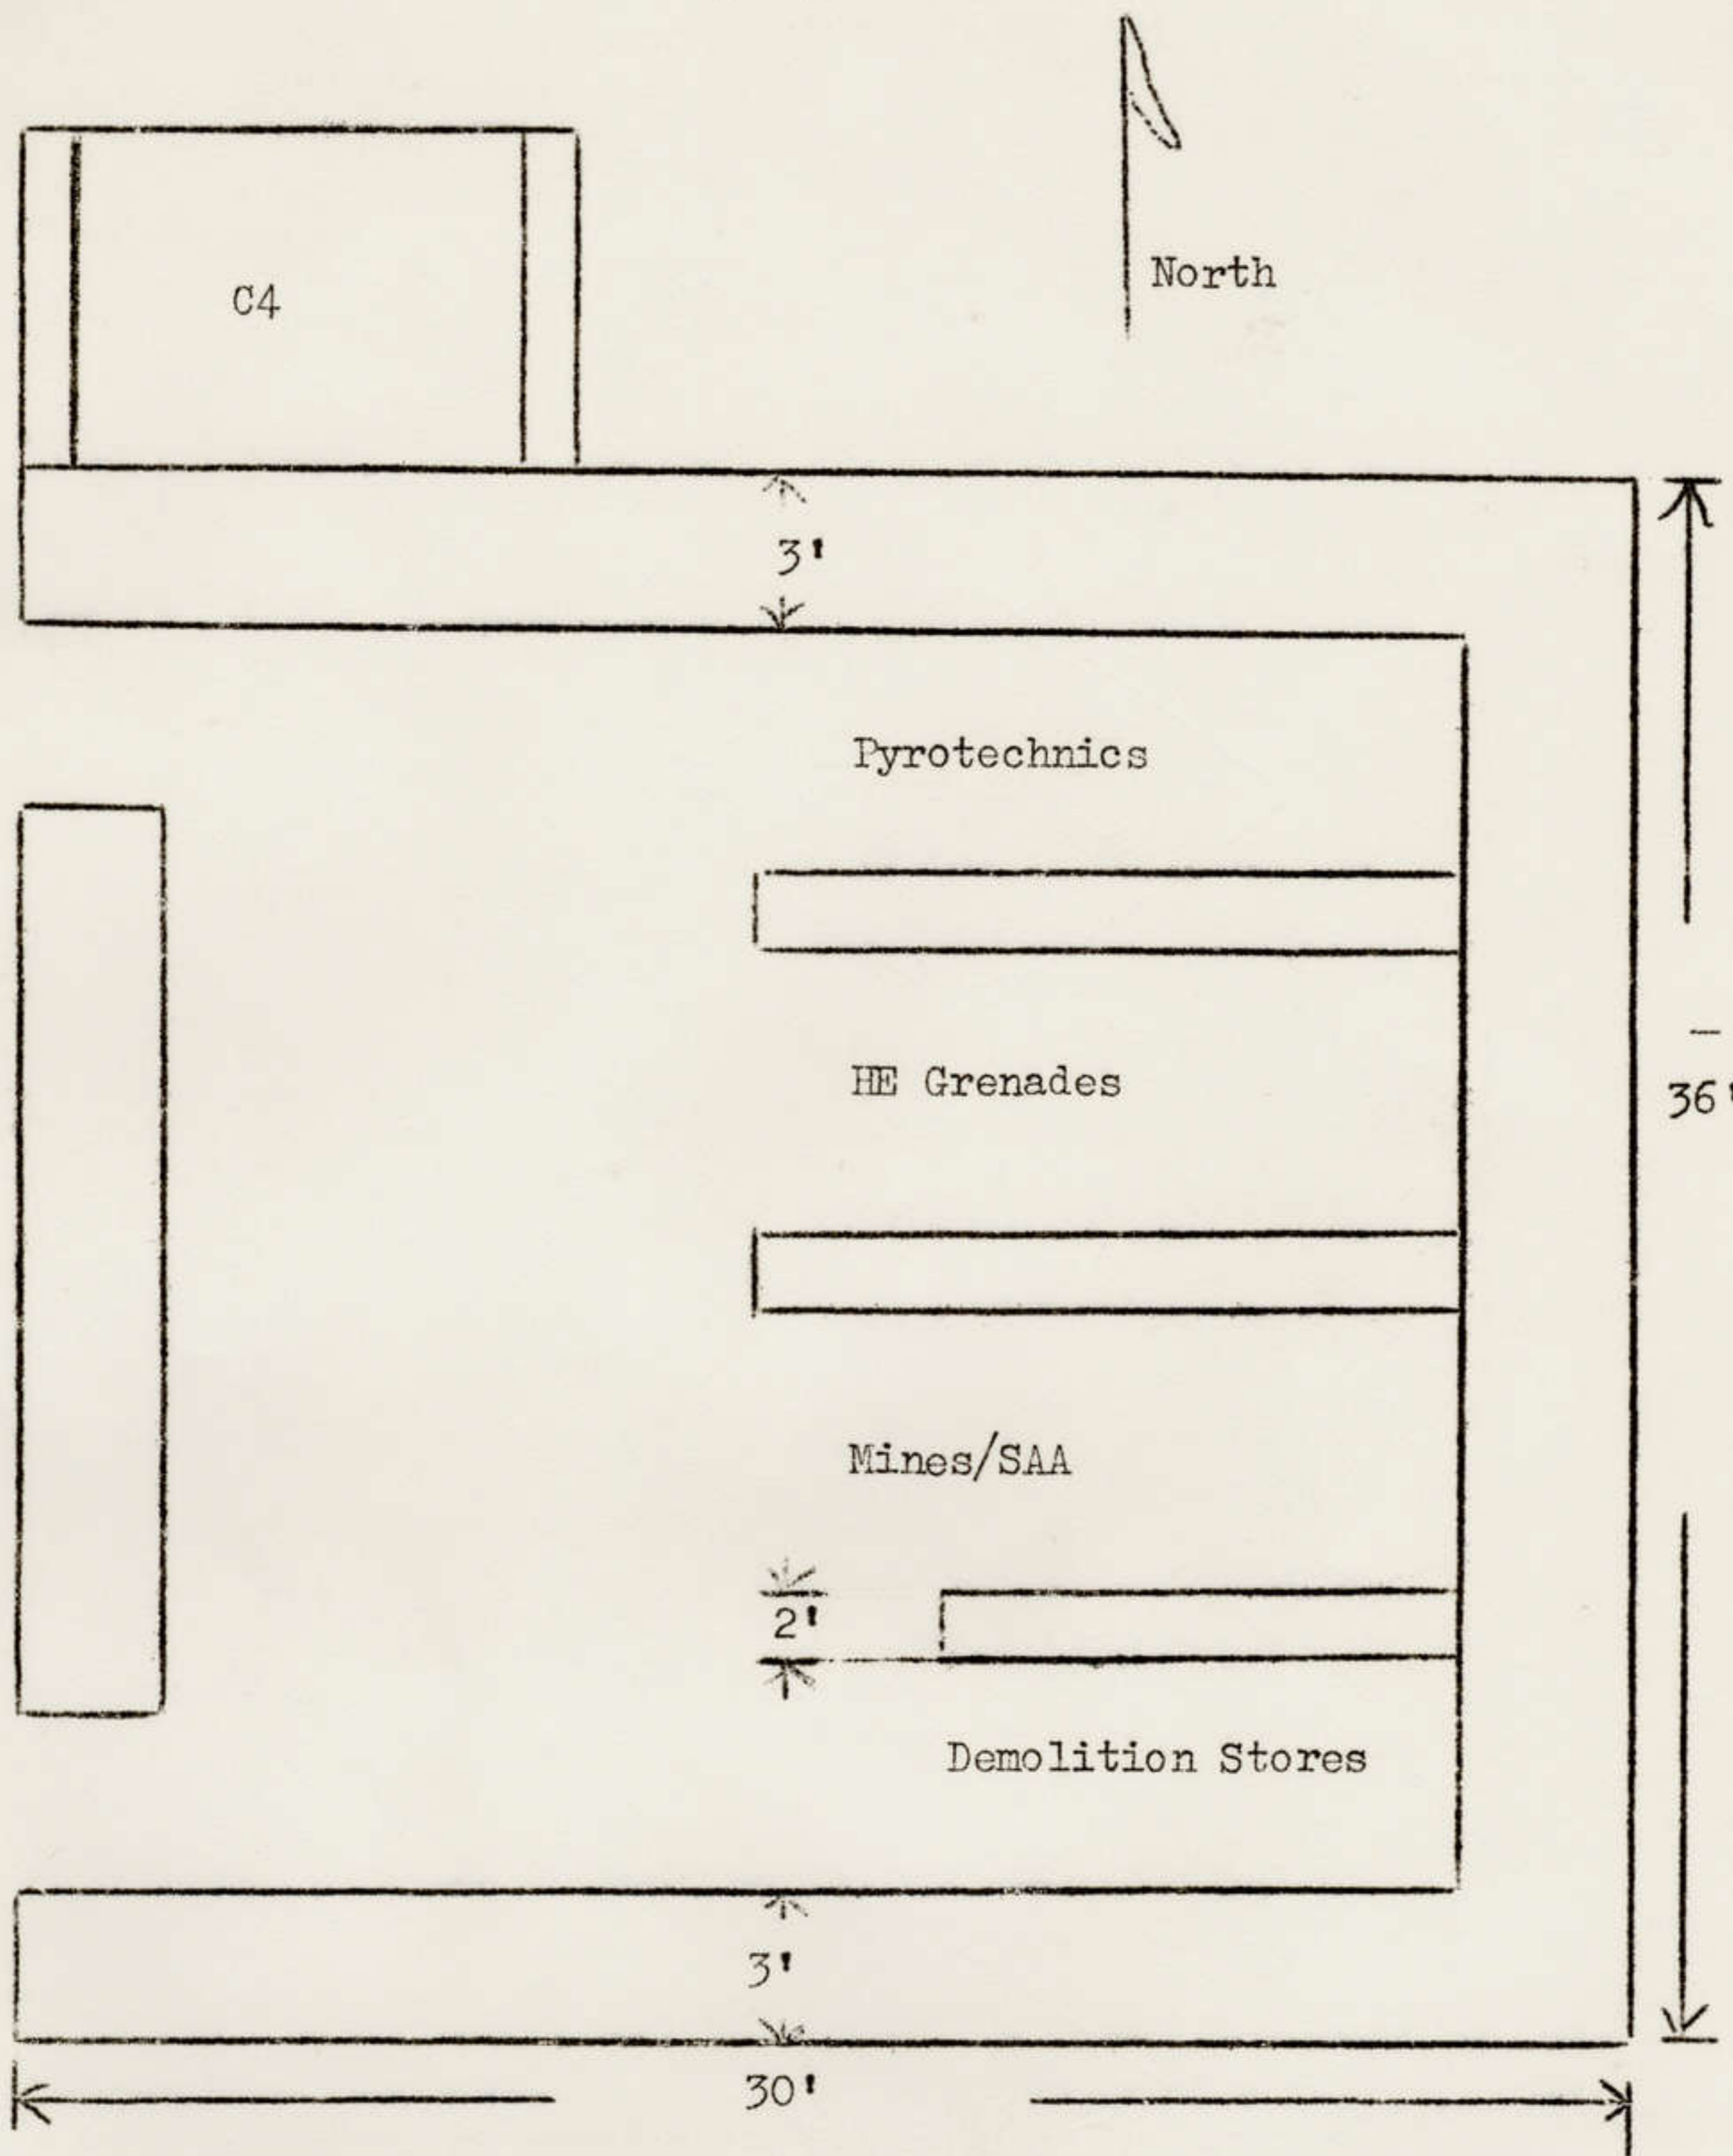 North
C4
3'
Pyrotechnics
HE Grenades
36'
Mines/SAA
2'
Demolition Stores
3'
30'